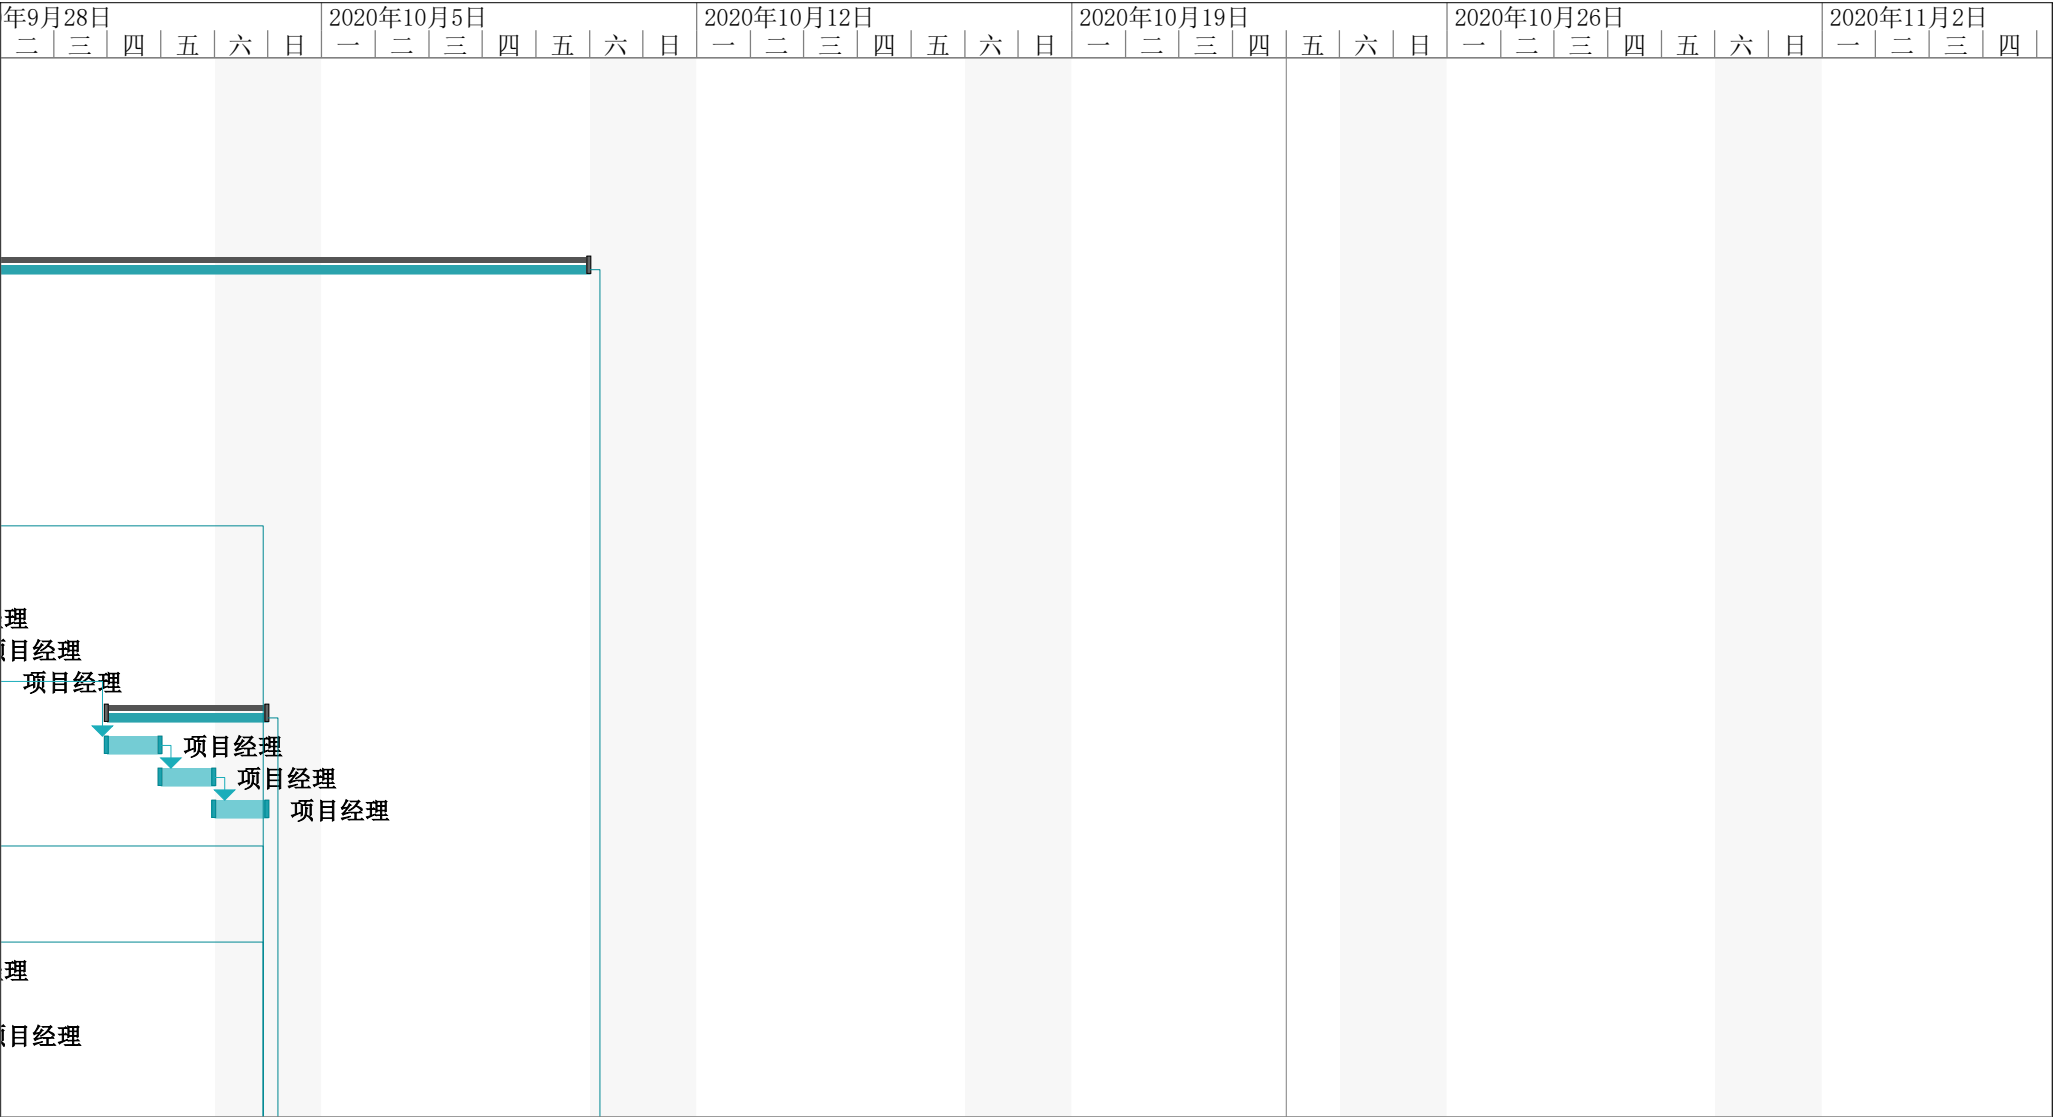 年9月28日 2020年10月5日 2020年10月12日 2020年10月19日 2020年10月26日 2020年11月2日
二 三 四 五 六 日 一 二 三 四 五 六 日 一 二 三 四 五 六 日 一 二 三 四 五 六 日 一 二 三 四 五 六 日 一 二 三 四
理
项目经理
项目经理
项目经理
项目经理
项目经理
理
项目经理